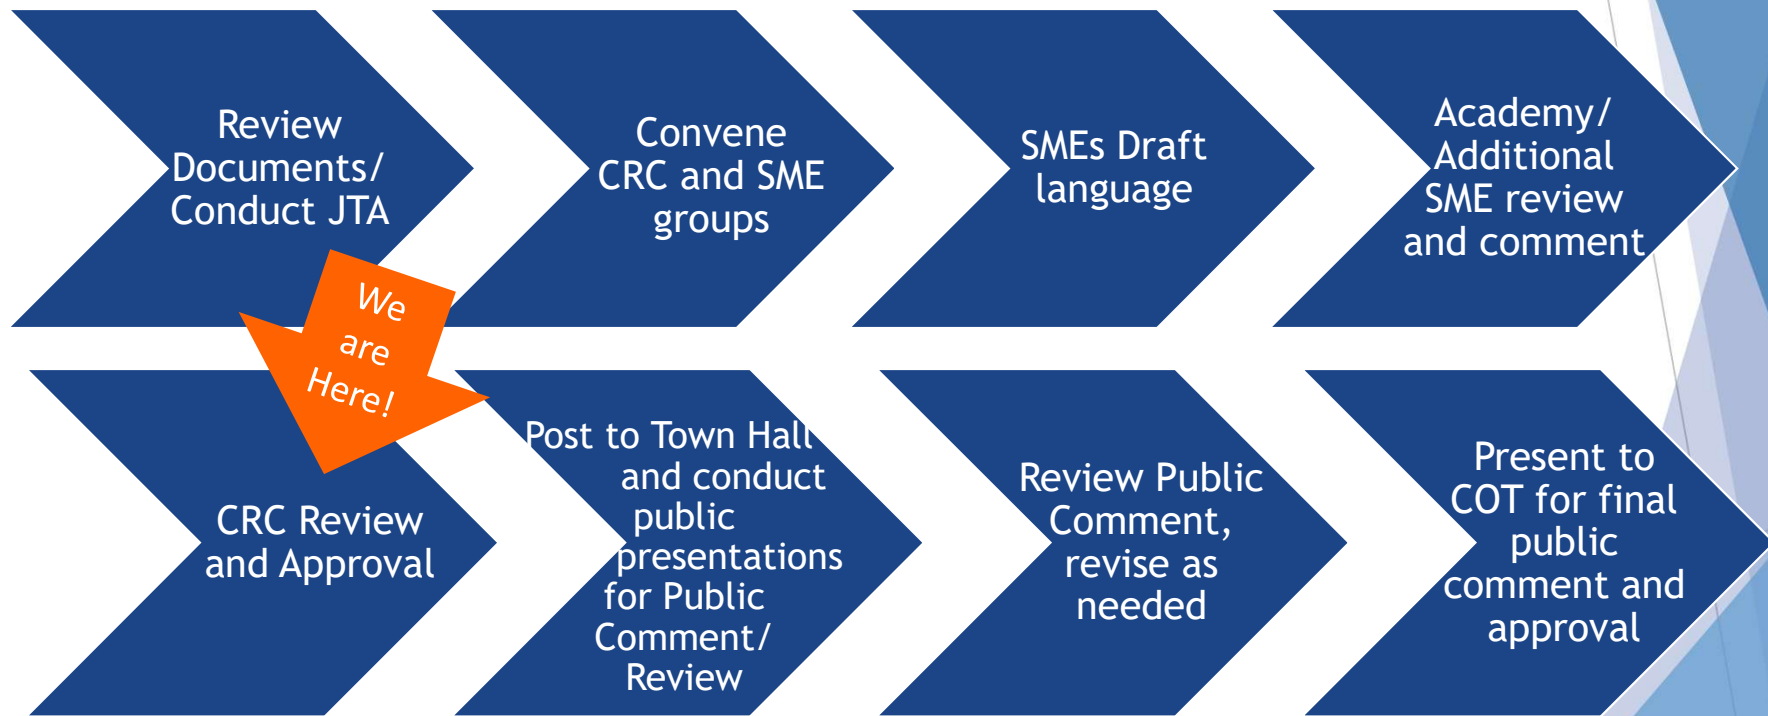 Review
Documents/
Conduct JTA
Convene
CRC and SME
groups
SMEs Draft
language
Academy/
Additional
SME review
and comment
We
are
Here!
CRC Review
and Approval
Post to Town Hall
and conduct
public
presentations
for Public
Comment/
Review
Review Public
Comment,
revise as
needed
Present to
COT for final
public
comment and
approval